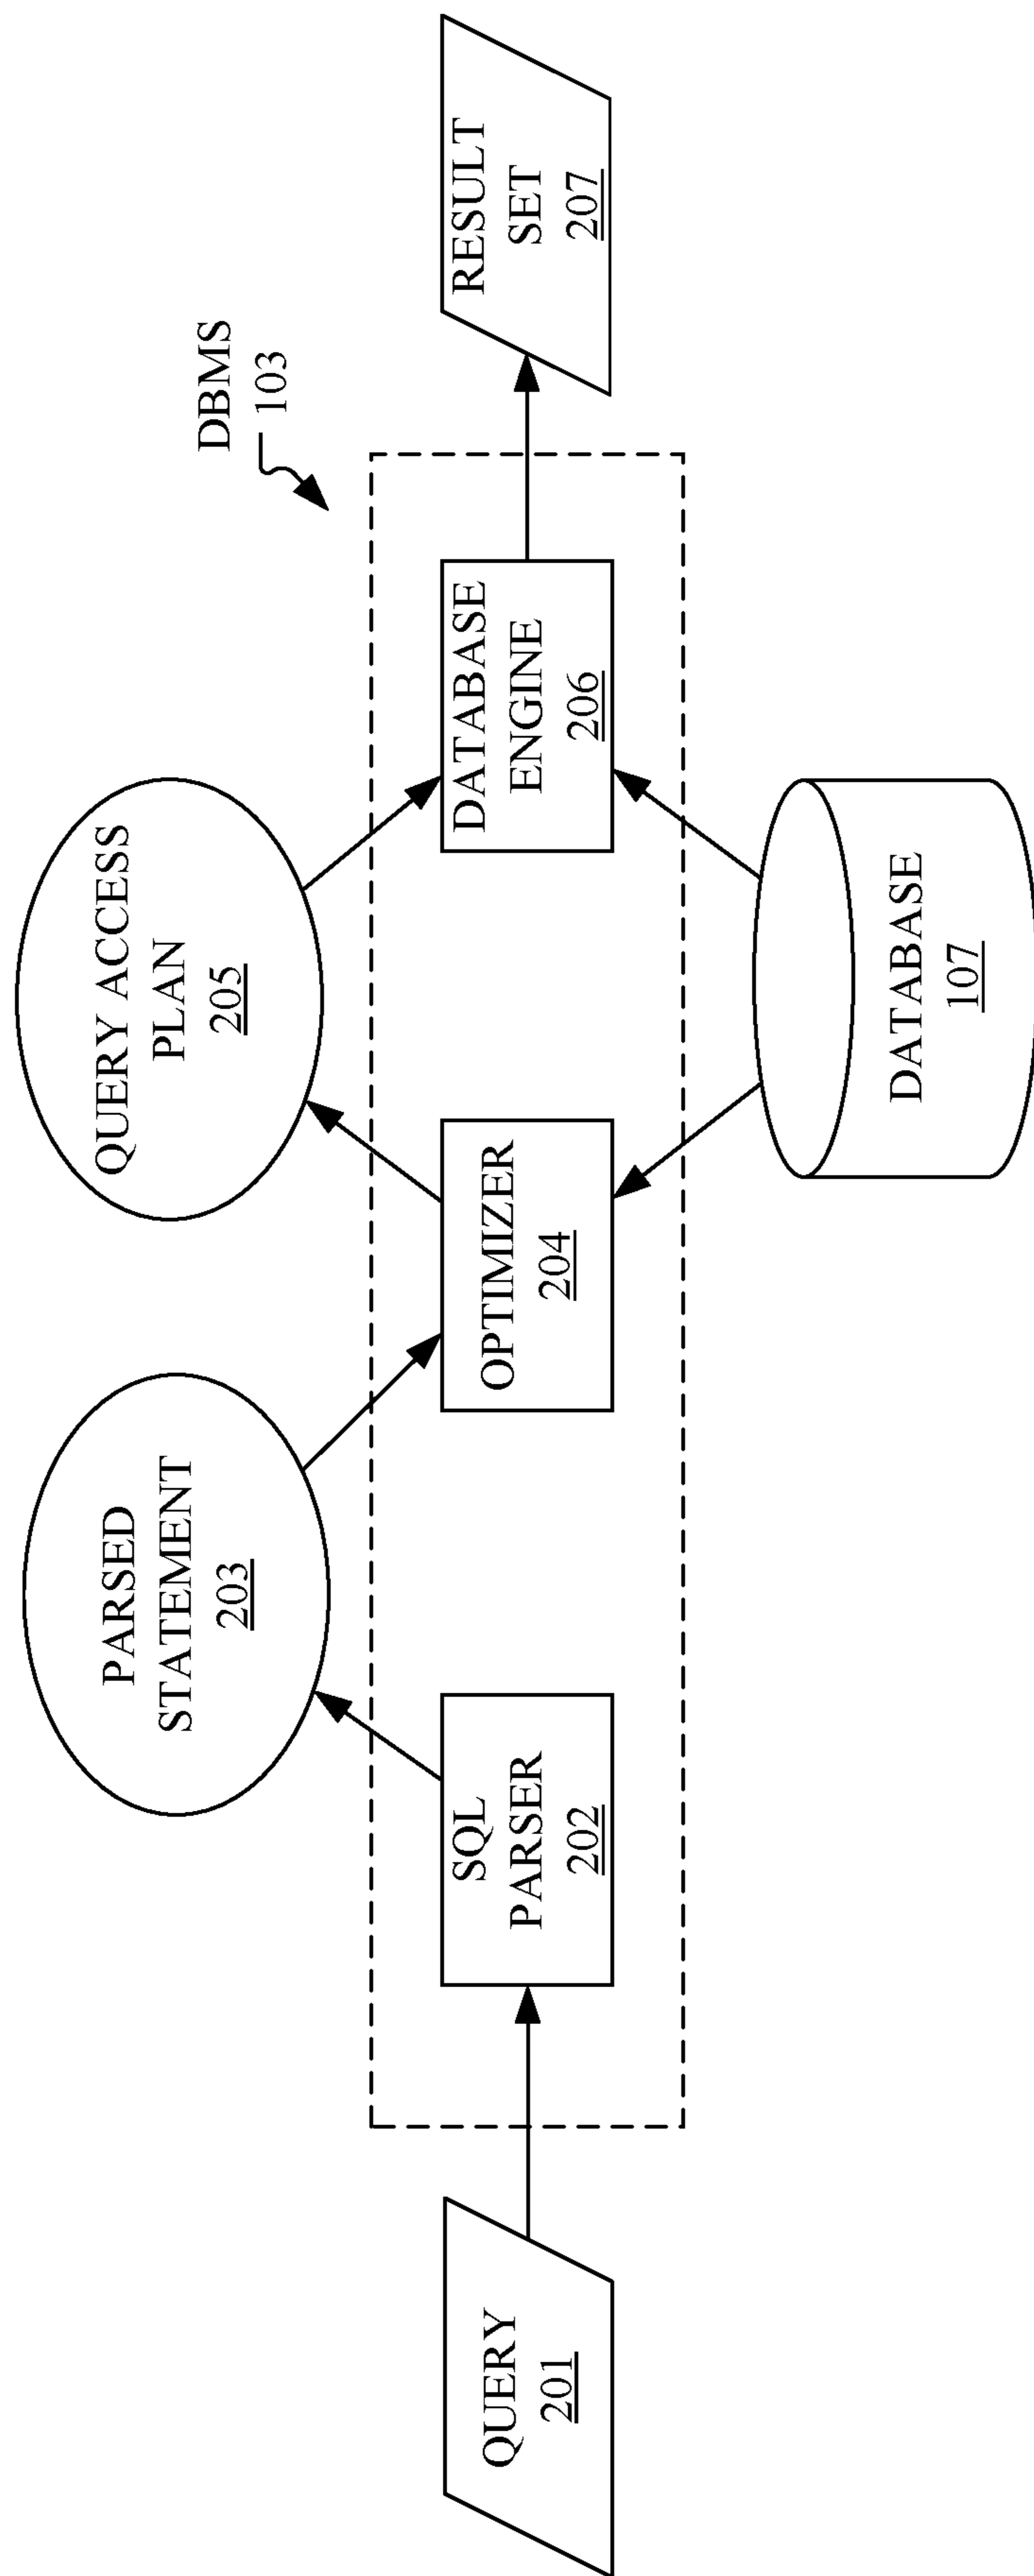 DBMS
103
PARSED
STATEMENT
203
QUERY ACCESS
PLAN
205
QUERY
201
SQL
PARSER
202
OPTIMIZER
204
DATABASE
ENGINE
206
RESULT
SET
207
DATABASE
107